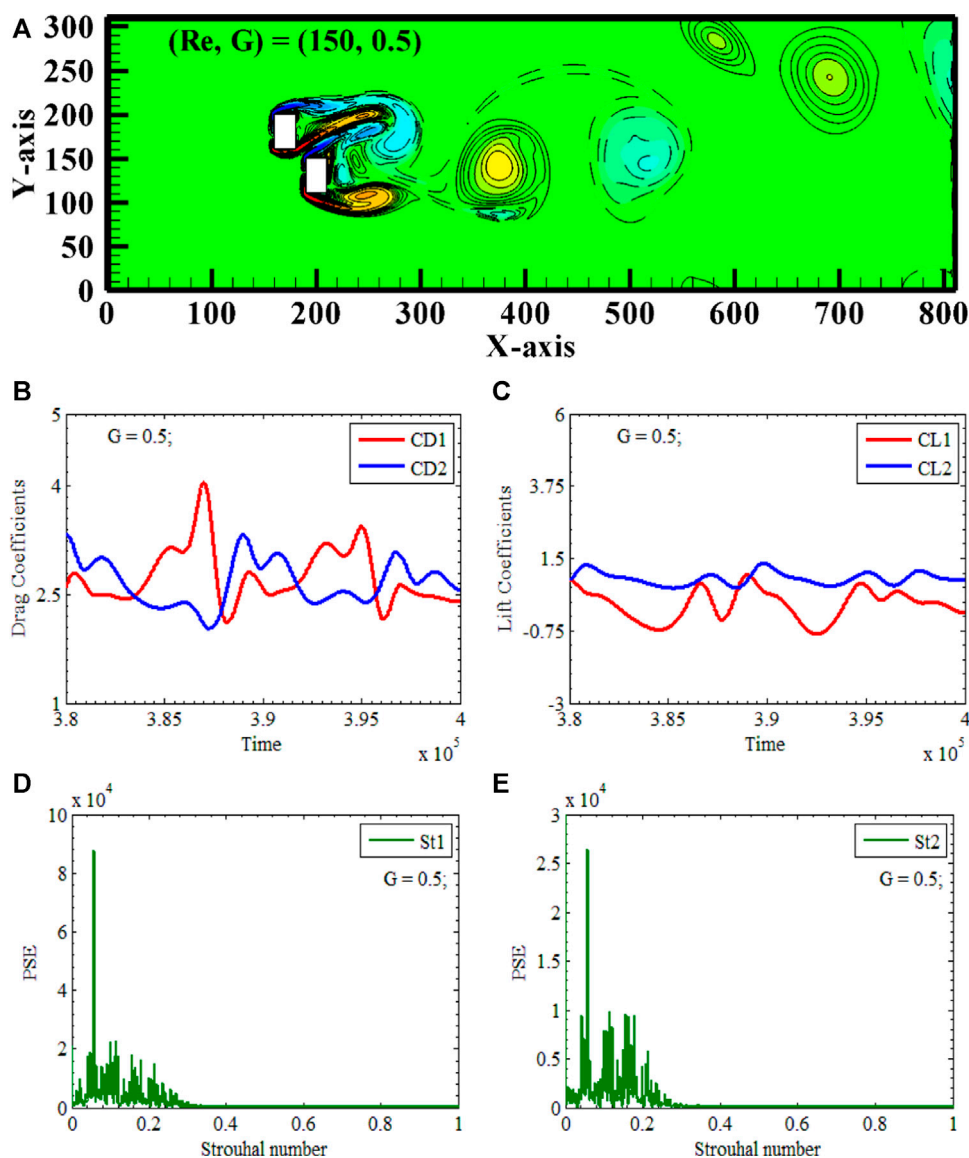 A
(Re, G) = (150, 0.5)
300
250
200
150
100
50
0
Y-axis
0 100 200 300 400 500 600 700 800
X-axis
B
G = 0.5;
CD1
CD2
5
4
2.5
1
Drag Coefficients
3.8 3.85 3.9 3.95 4
Time
x 10^5
C
G = 0.5;
CL1
CL2
6
3.75
1.5
-0.75
-3
Lift Coefficients
3.8 3.85 3.9 3.95 4
Time
x 10^5
D
x 10^4
10
8
6
4
2
0
PSE
St1
G = 0.5;
0 0.2 0.4 0.6 0.8 1
Strouhal number
E
x 10^4
3
2.5
2
1.5
1
0.5
0
PSE
St2
G = 0.5;
0 0.2 0.4 0.6 0.8 1
Strouhal number